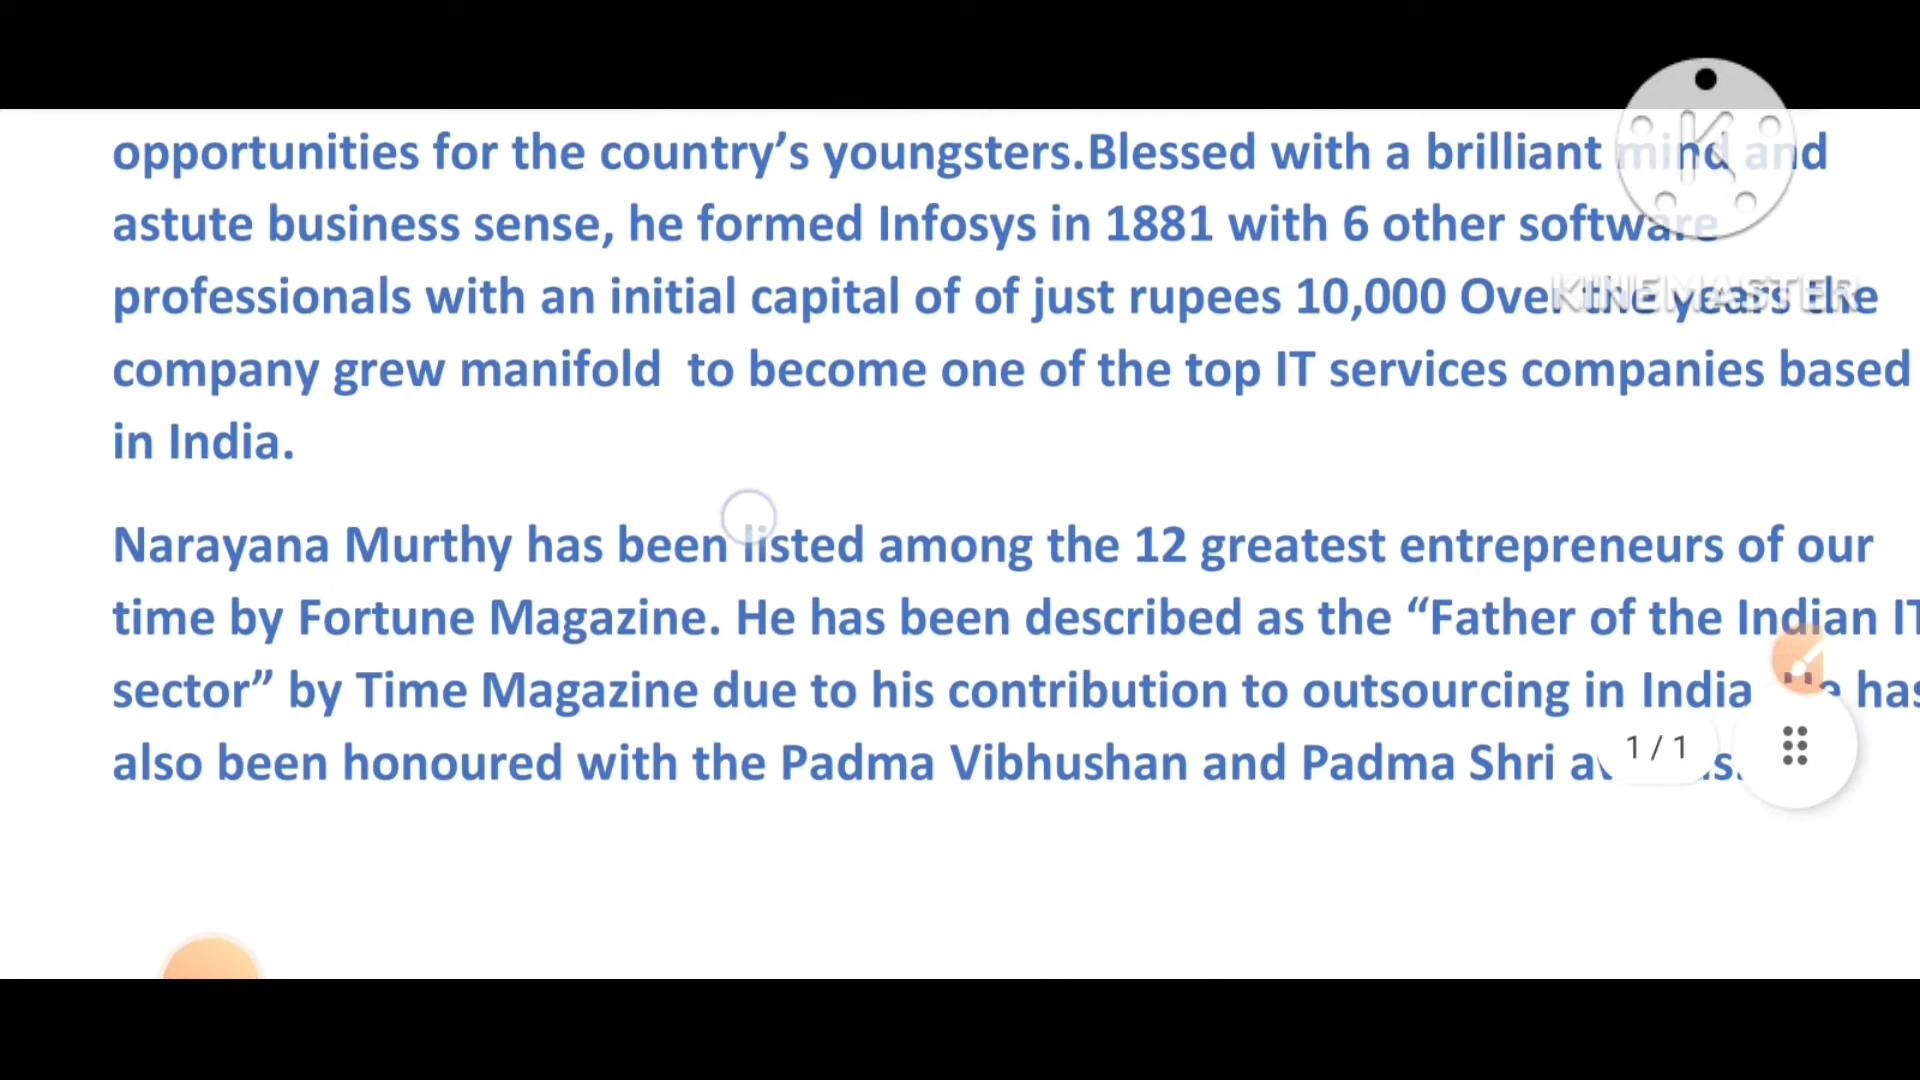 opportunities for the country’s youngsters.Blessed with a brilliant mind and
astute business sense, he formed Infosys in 1881 with 6 other software
professionals with an initial capital of of just rupees 10,000 Over the years the
KINEMASTER
company grew manifold  to become one of the top IT services companies based
in India.
Narayana Murthy has been listed among the 12 greatest entrepreneurs of our
time by Fortune Magazine. He has been described as the “Father of the Indian IT
sector” by Time Magazine due to his contribution to outsourcing in India has
also been honoured with the Padma Vibhushan and Padma Shri
1 / 1